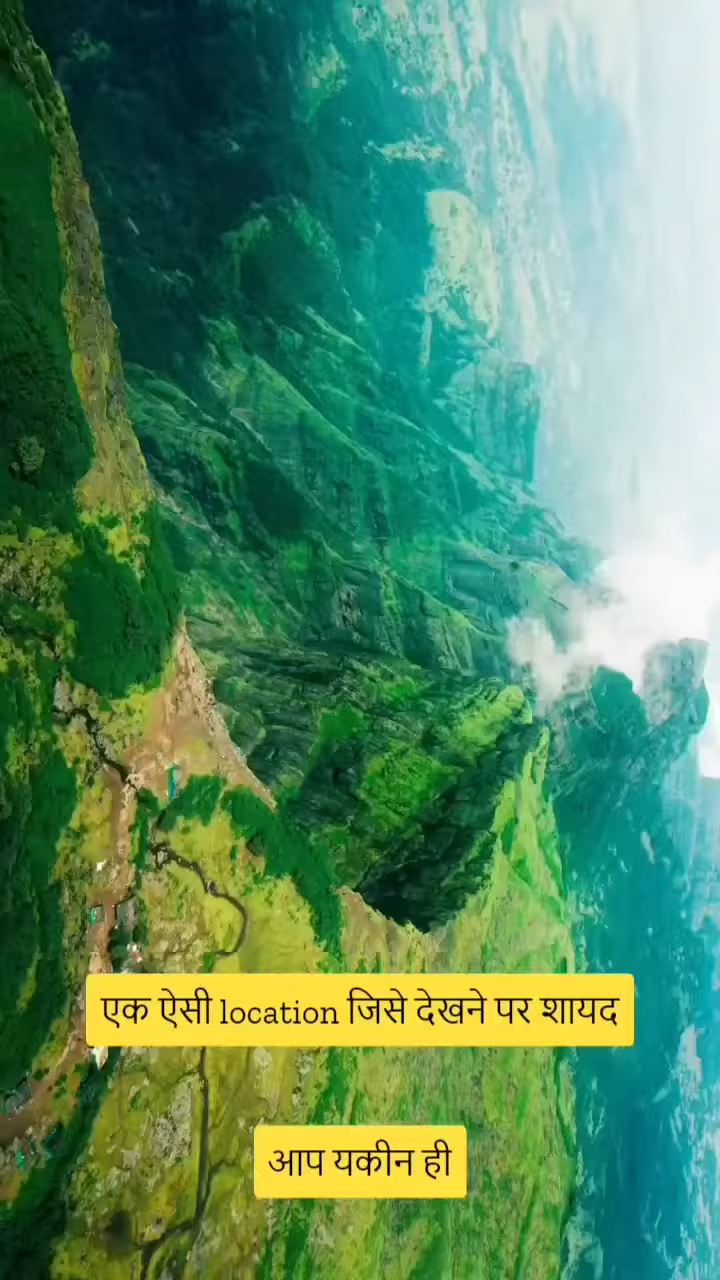 एक ऐसी location जिसे देखने पर शायद
आप यकीन ही